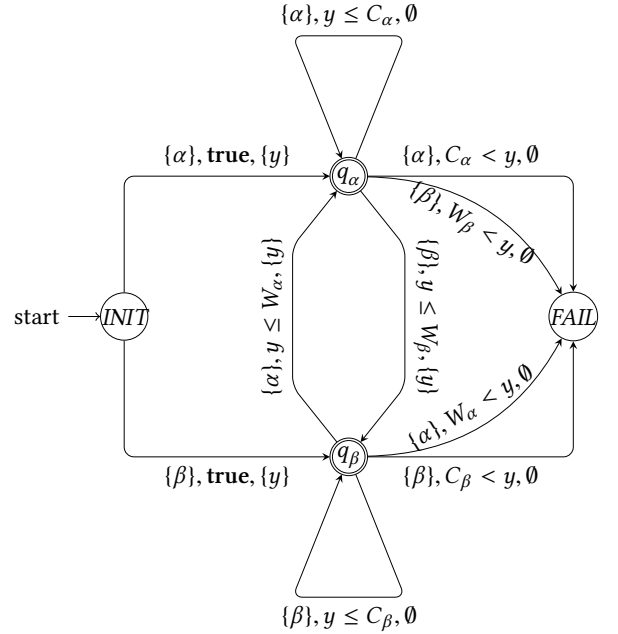 {α}, y ≤ C_α, ∅
{α}, true, {y}
q_α
{α}, C_α < y, ∅
{β}, W_β < y, ∅
{α}, y ≤ W_α, {y}
{β}, y ≤ W_β, {y}
start
INIT
FAIL
{α}, W_α < y, ∅
q_β
{β}, true, {y}
{β}, C_β < y, ∅
{β}, y ≤ C_β, ∅